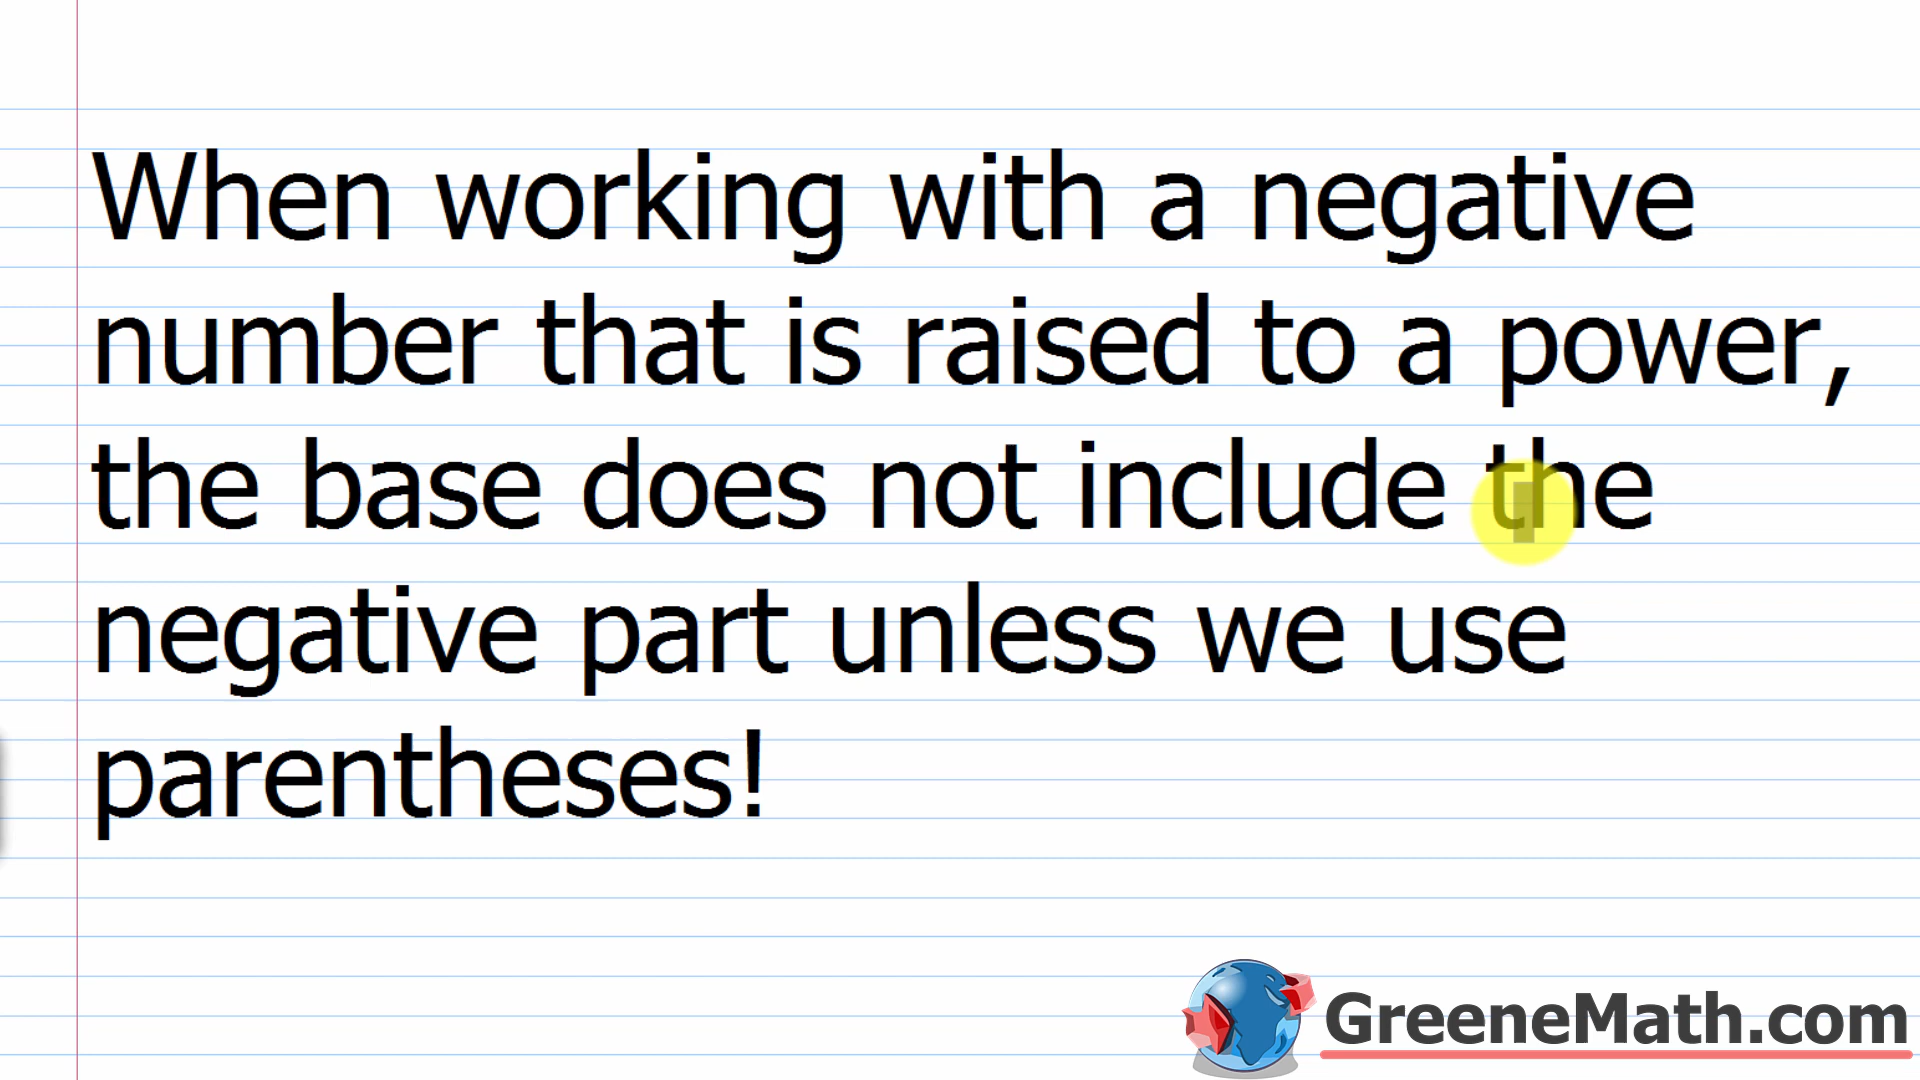 When working with a negative
number that is raised to a power,
the base does not include the
negative part unless we use
parentheses!
GreeneMath.com